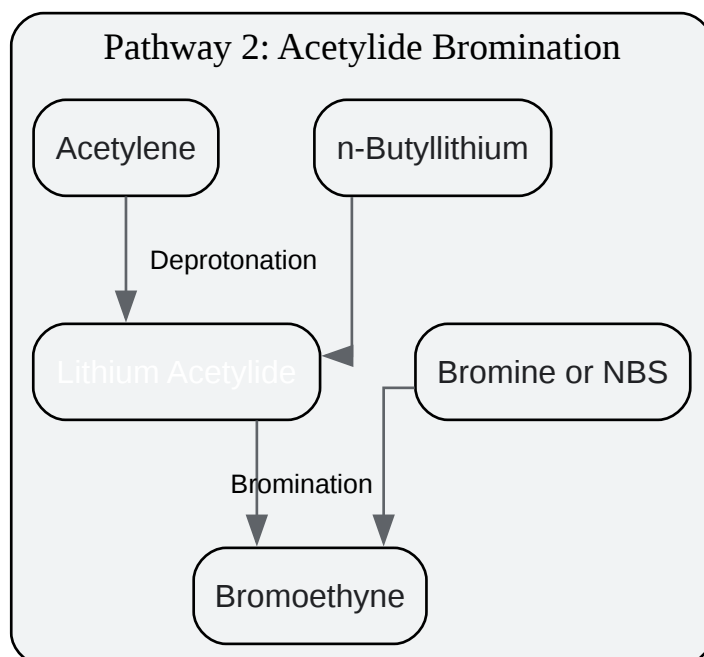 Pathway 2: Acetylide Bromination
Acetylene
n-Butyllithium
Deprotonation
Lithium Acetylide
Bromine or NBS
Bromination
Bromoethyne